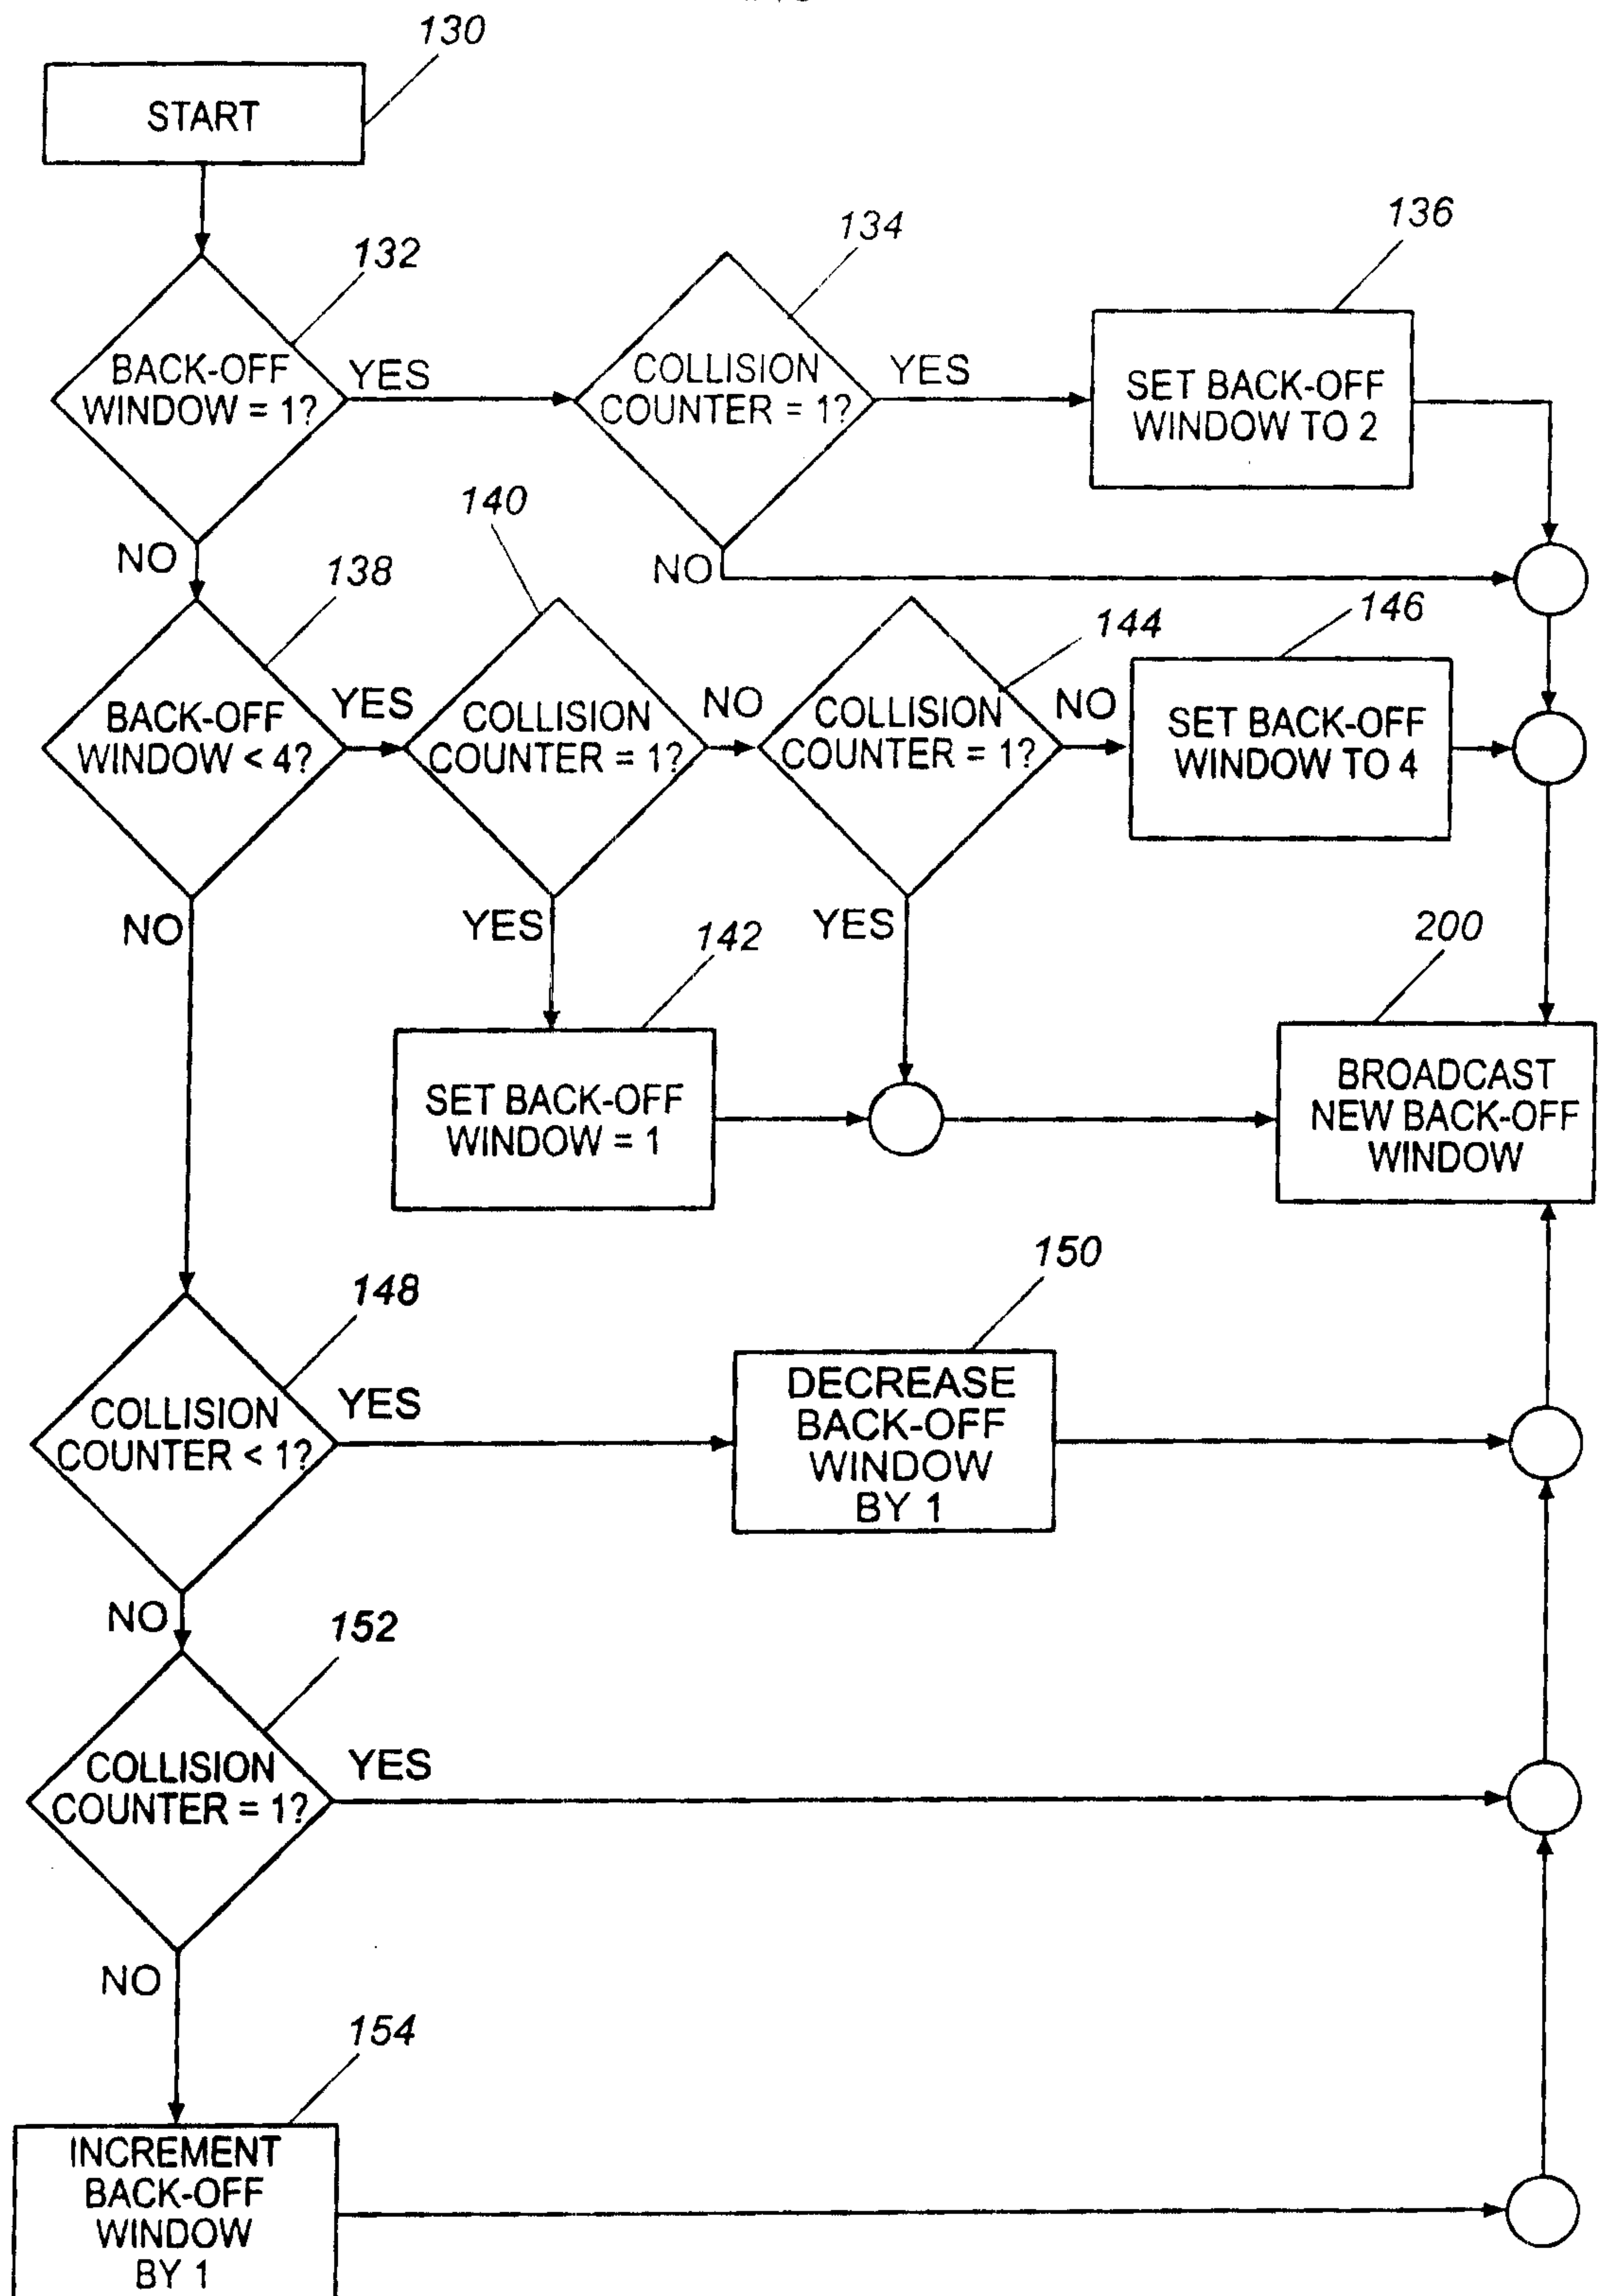 130
START
132
134
136
BACK-OFF
WINDOW = 1?
YES
COLLISION
COUNTER = 1?
YES
SET BACK-OFF
WINDOW TO 2
NO
NO
138
140
144
146
BACK-OFF
WINDOW < 4?
YES
COLLISION
COUNTER = 1?
NO
COLLISION
COUNTER = 1?
NO
SET BACK-OFF
WINDOW TO 4
NO
YES
YES
142
200
SET BACK-OFF
WINDOW = 1
BROADCAST
NEW BACK-OFF
WINDOW
148
150
COLLISION
COUNTER < 1?
YES
DECREASE
BACK-OFF
WINDOW
BY 1
NO
152
COLLISION
COUNTER = 1?
YES
NO
154
INCREMENT
BACK-OFF
WINDOW
BY 1